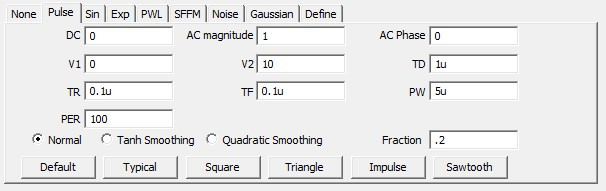 None Pulse Sin Exp PWL SFFM Noise Gaussian Define
DC 0 AC magnitude 1 AC Phase 0
V1 0 V2 10 TD 1u
TR 0.1u TF 0.1u PW 5u
PER 100
Normal Tanh Smoothing Quadratic Smoothing Fraction .2
Default Typical Square Triangle Impulse Sawtooth